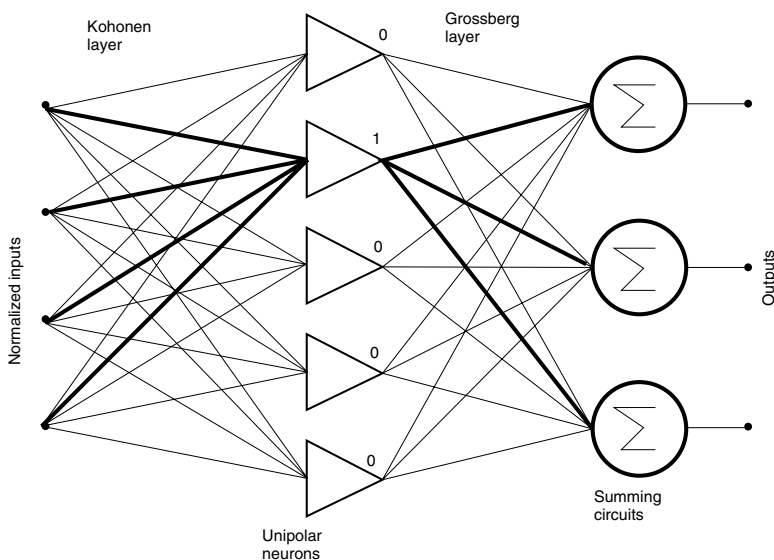 Kohonen
layer
Grossberg
layer
0
1
0
0
0
Normalized inputs
Outputs
Σ
Σ
Σ
Unipolar
neurons
Summing
circuits